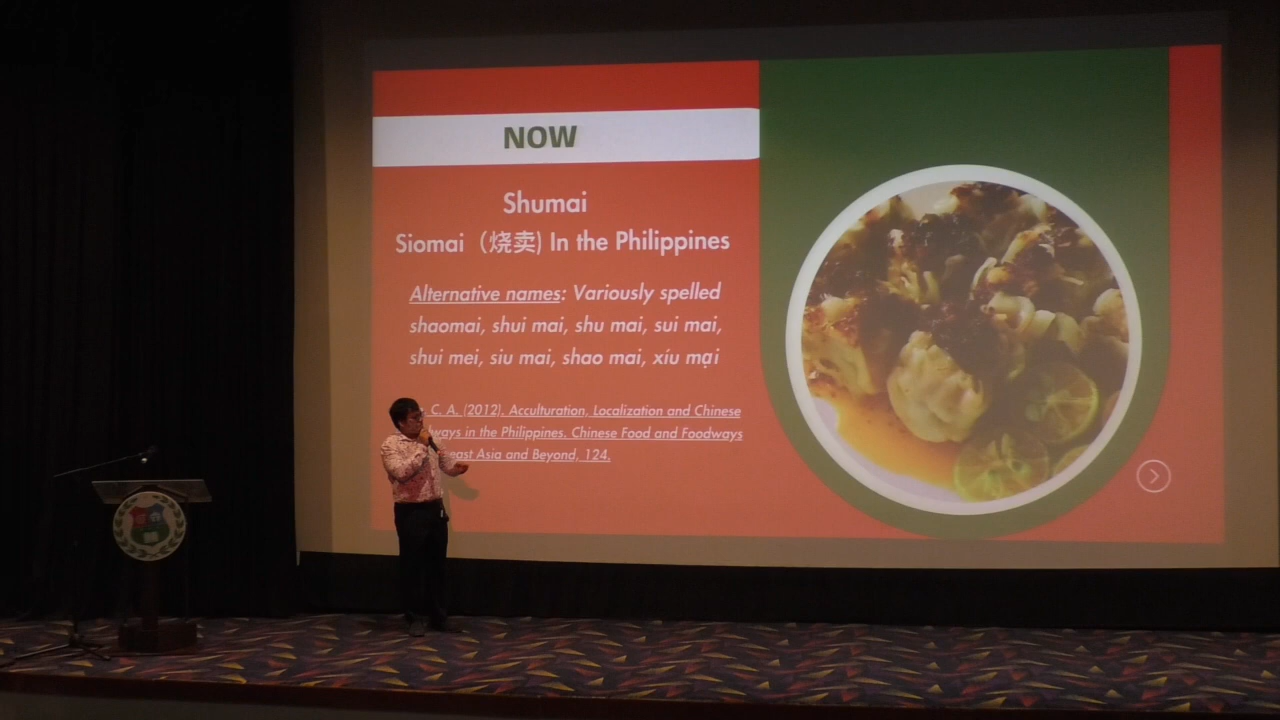 NOW
Shumai
Siomai（烧卖) In the Philippines
Alternative names: Variously spelled
shaomai, shui mai, shu mai, sui mai,
shui mei, siu mai, shao mai, xíu mại
C. A. (2012), Acculturation, Localization and Chinese
ways in the Philippines. Chinese Food and Foodways
east Asia and Beyond, 124.